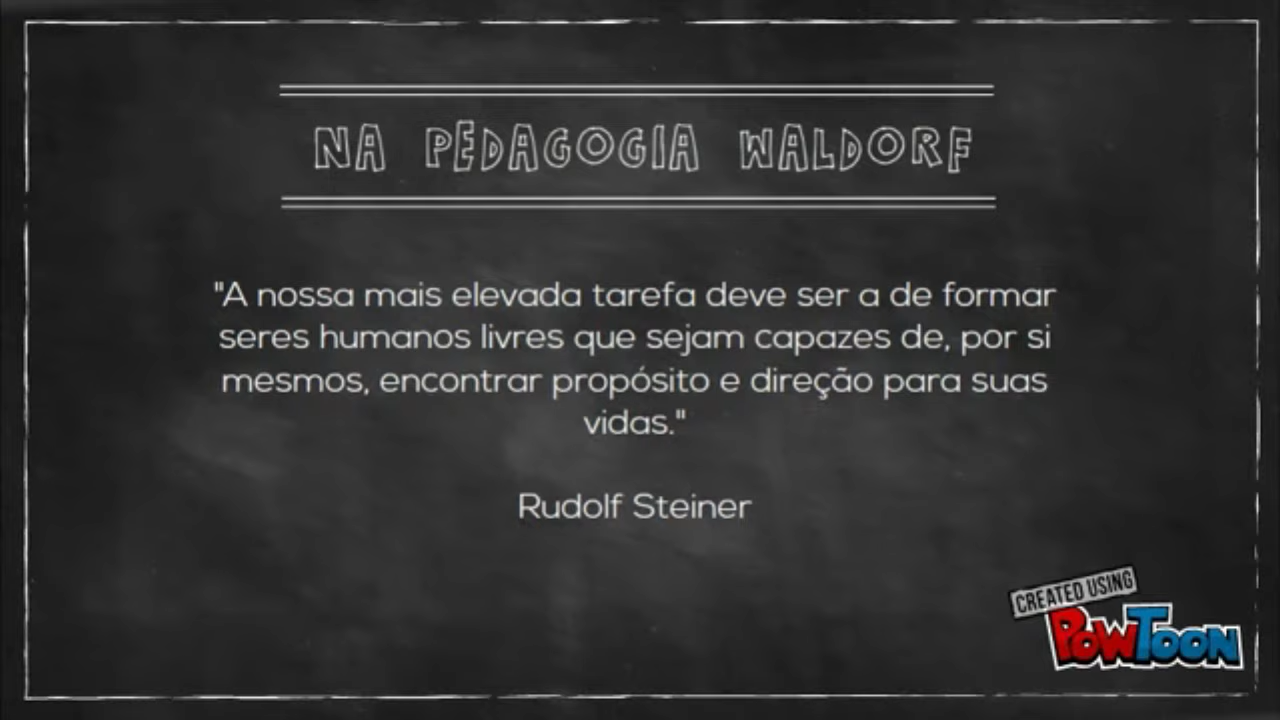 NA PEDAGOGIA WALDORF
"A nossa mais elevada tarefa deve ser a de formar
seres humanos livres que sejam capazes de, por si
mesmos, encontrar propósito e direção para suas
vidas."
Rudolf Steiner
CREATED USING
POWTOON